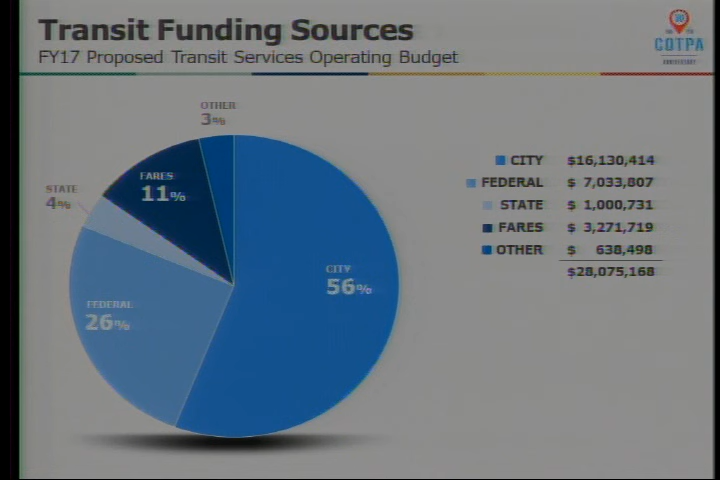 Transit Funding Sources
FY17 Proposed Transit Services Operating Budget
COTPA
ANNIVERSARY
OTHER
3%
STATE
4%
FARES
11%
CITY
56%
FEDERAL
26%
CITY $16,130,414
FEDERAL $ 7,033,807
STATE $ 1,000,731
FARES $ 3,271,719
OTHER $ 638,498
$28,075,168